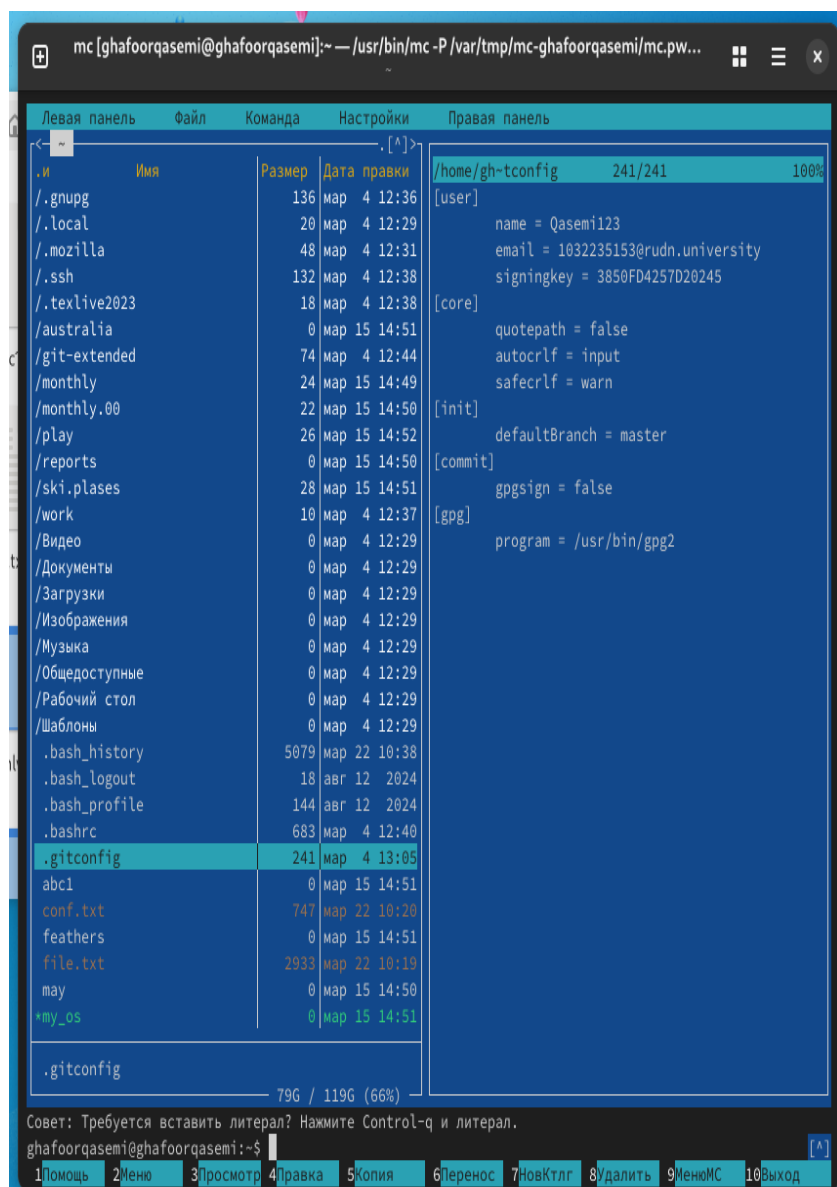 mc [ghafoorqasemi@ghafoorqasemi]:~ — /usr/bin/mc -P /var/tmp/mc-ghafoorqasemi/mc.pw...
~
Левая панель Файл Команда Настройки Правая панель
<— ~ .[^]>
.и Имя Размер Дата правки
/.gnupg 136 мар 4 12:36
/.local 20 мар 4 12:29
/.mozilla 48 мар 4 12:31
/.ssh 132 мар 4 12:38
/.texlive2023 18 мар 4 12:38
/australia 0 мар 15 14:51
/git-extended 74 мар 4 12:44
/monthly 24 мар 15 14:49
/monthly.00 22 мар 15 14:50
/play 26 мар 15 14:52
/reports 0 мар 15 14:50
/ski.plases 28 мар 15 14:51
/work 10 мар 4 12:37
/Видео 0 мар 4 12:29
/Документы 0 мар 4 12:29
/Загрузки 0 мар 4 12:29
/Изображения 0 мар 4 12:29
/Музыка 0 мар 4 12:29
/Общедоступные 0 мар 4 12:29
/Рабочий стол 0 мар 4 12:29
/Шаблоны 0 мар 4 12:29
.bash_history 5079 мар 22 10:38
.bash_logout 18 авг 12 2024
.bash_profile 144 авг 12 2024
.bashrc 683 мар 4 12:40
.gitconfig 241 мар 4 13:05
abc1 0 мар 15 14:51
conf.txt 747 мар 22 10:20
feathers 0 мар 15 14:51
file.txt 2933 мар 22 10:19
may 0 мар 15 14:50
*my_os 0 мар 15 14:51
.gitconfig
79G / 119G (66%)
/home/gh~tconfig 241/241 100%
[user]
name = Qasemi123
email = 1032235153@rudn.university
signingkey = 3850FD4257D20245
[core]
quotepath = false
autocrlf = input
safecrlf = warn
[init]
defaultBranch = master
[commit]
gpgsign = false
[gpg]
program = /usr/bin/gpg2
Совет: Требуется вставить литерал? Нажмите Control-q и литерал.
ghafoorqasemi@ghafoorqasemi:~$ [^]
1Помощь 2Меню 3Просмотр 4Правка 5Копия 6Перенос 7НовКтлг 8Удалить 9МенюМС 10Выход